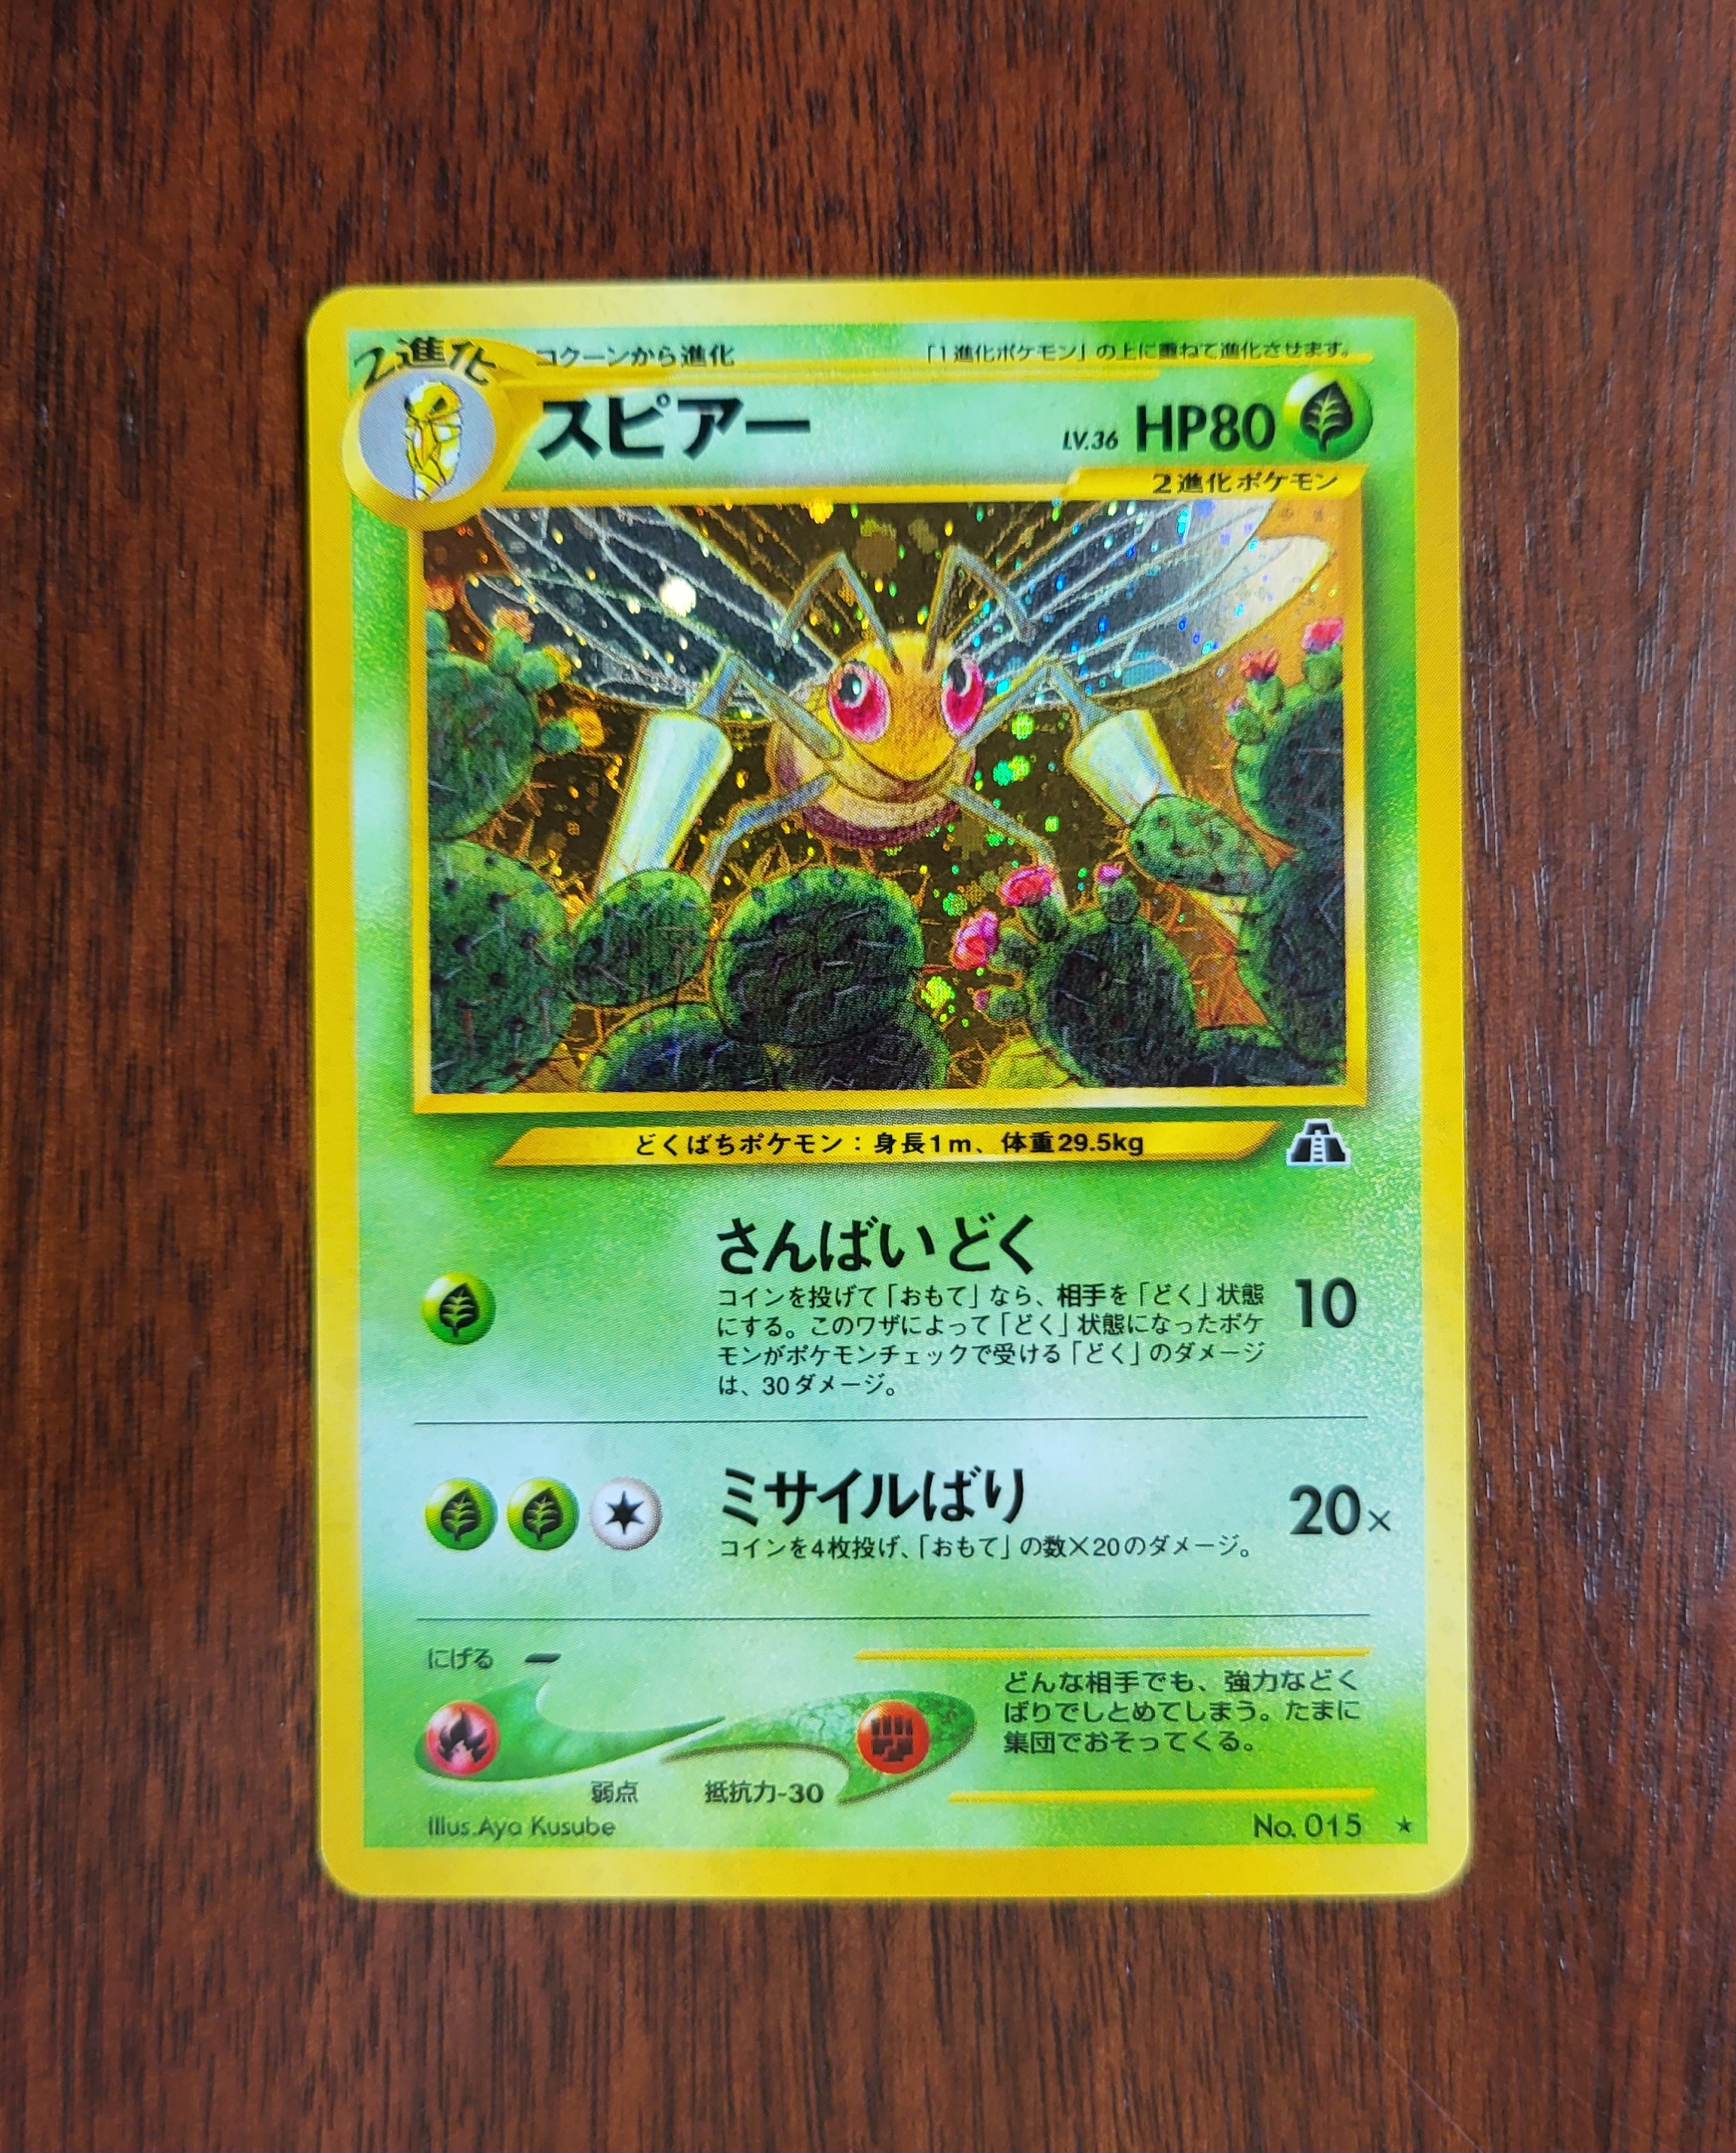 2進化
コクーンから進化
「1進化ポケモン」の上に重ねて進化させます。
スピアー
LV.36 HP80
2進化ポケモン
どくばちポケモン：身長1m、体重29.5kg
さんばいどく
コインを投げて「おもて」なら、相手を「どく」状態
にする。このワザによって「どく」状態になったポケ
モンがポケモンチェックで受ける「どく」のダメージ
は、30ダメージ。
10
ミサイルばり
コインを4枚投げ、「おもて」の数×20のダメージ。
20×
にげる
弱点
抵抗力-30
どんな相手でも、強力などく
ばりでしとめてしまう。たまに
集団でおそってくる。
Illus.Aya Kusube
No. 015 ★